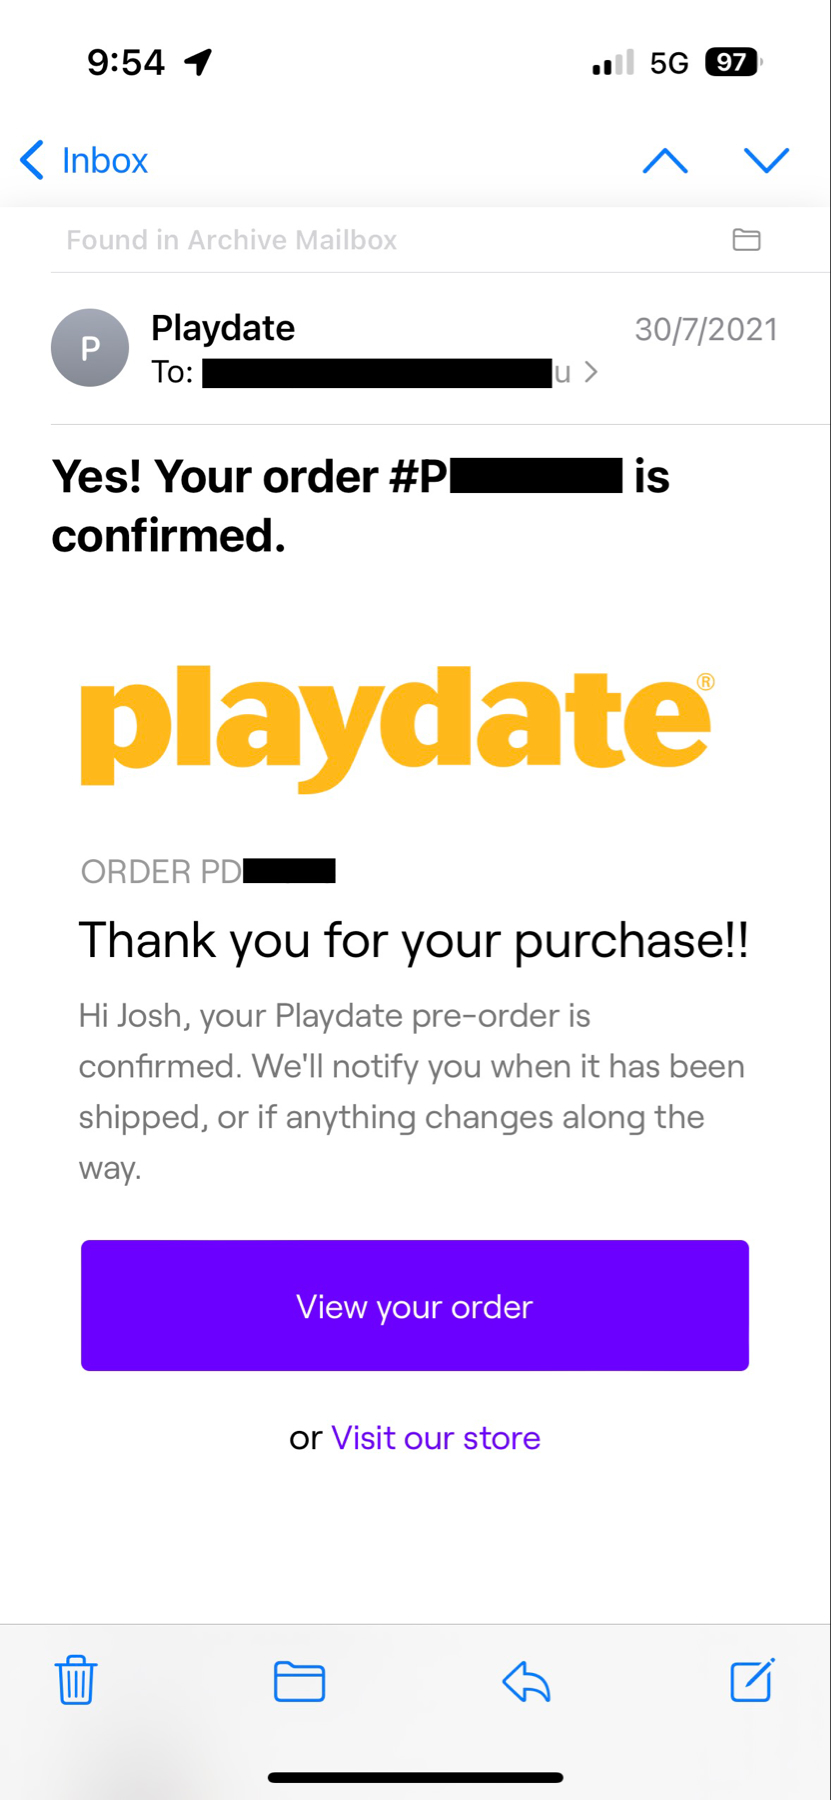 9:54 5G 97
Inbox
Found in Archive Mailbox
P Playdate 30/7/2021
To: u
Yes! Your order #P is
confirmed.
playdate®
ORDER PD
Thank you for your purchase!!
Hi Josh, your Playdate pre-order is
confirmed. We'll notify you when it has been
shipped, or if anything changes along the
way.
View your order
or Visit our store